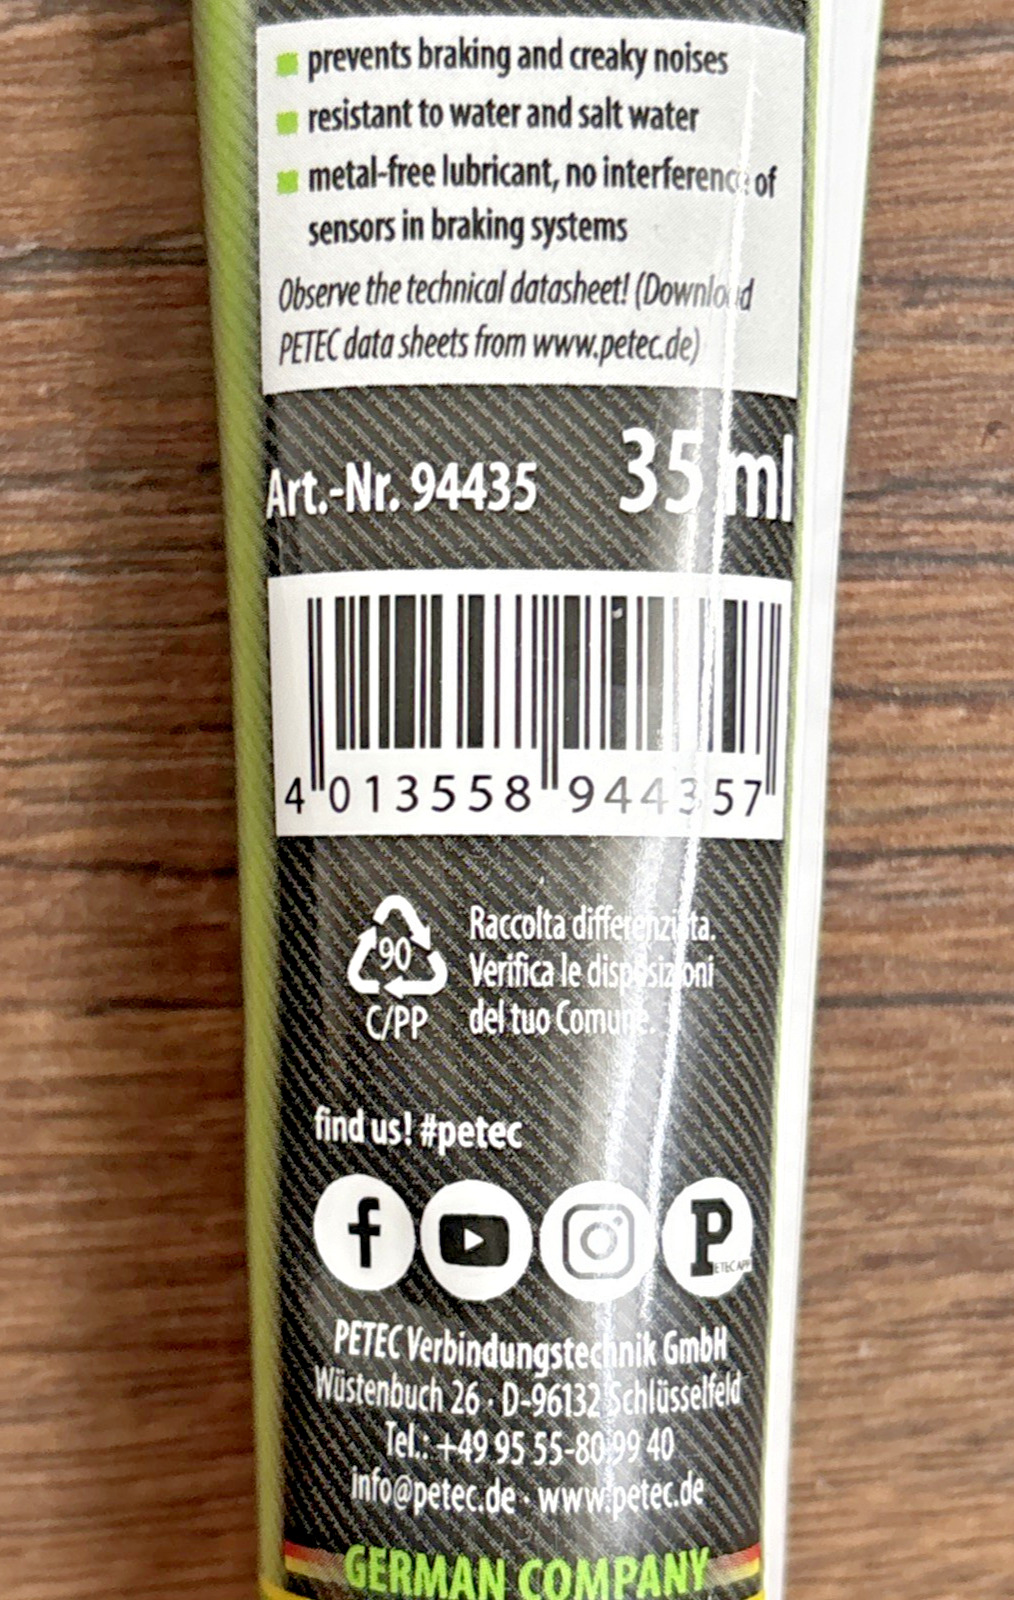 prevents braking and creaky noises
resistant to water and salt water
metal-free lubricant, no interference of
sensors in braking systems
Observe the technical datasheet! (Download
PETEC data sheets from www.petec.de)
Art.-Nr. 94435 35 ml
4 013558 944357
90
C/PP
Raccolta differenziata.
Verifica le disposizioni
del tuo Comune.
find us! #petec
PETEC APP
PETEC Verbindungstechnik GmbH
Wüstenbuch 26 · D-96132 Schlüsselfeld
Tel.: +49 95 55-80 99 40
info@petec.de · www.petec.de
GERMAN COMPANY